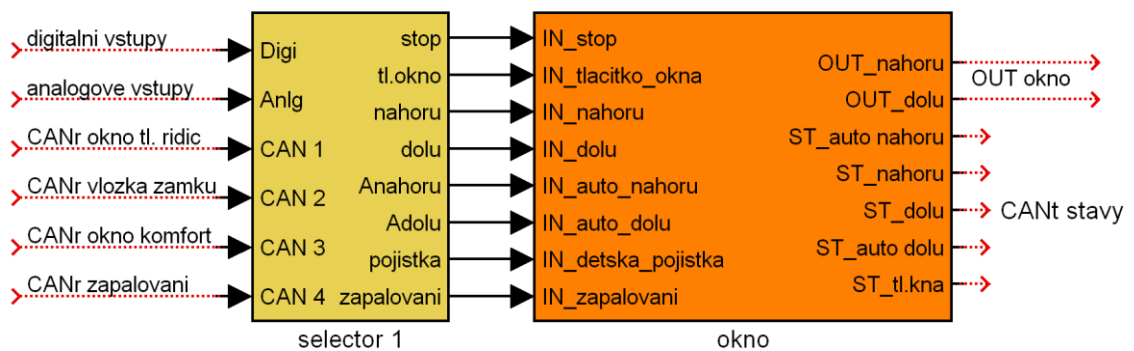 digitalni vstupy
analogove vstupy
CANr okno tl. ridic
CANr vlozka zamku
CANr okno komfort
CANr zapalovani
Digi
Anlg
CAN 1
CAN 2
CAN 3
CAN 4
stop
tl.okno
nahoru
dolu
Anahoru
Adolu
pojistka
zapalovani
selector 1
IN_stop
IN_tlacitko_okna
IN_nahoru
IN_dolu
IN_auto_nahoru
IN_auto_dolu
IN_detska_pojistka
IN_zapalovani
OUT_nahoru
OUT_dolu
ST_auto nahoru
ST_nahoru
ST_dolu
ST_auto dolu
ST_tl.kna
okno
OUT okno
CANt stavy